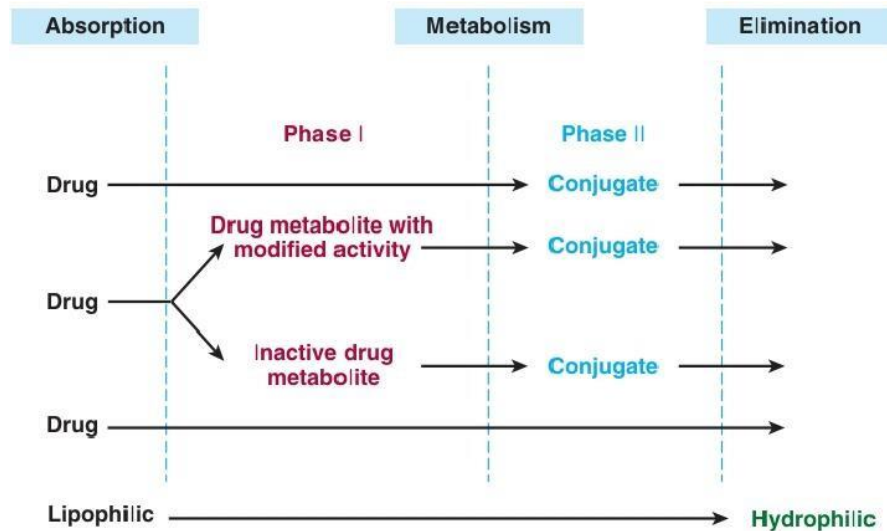 Absorption
Metabolism
Elimination
Phase I
Phase II
Drug
Conjugate
Drug metabolite with
modified activity
Conjugate
Drug
Inactive drug
metabolite
Conjugate
Drug
Lipophilic
Hydrophilic